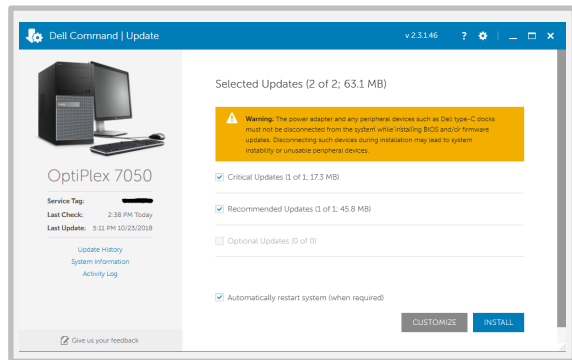 Dell Command | Update
v 2.3.1.46
?
Selected Updates (2 of 2; 63.1 MB)
Warning: The power adapter and any peripheral devices such as Dell type-C docks
must not be disconnected from the system while installing BIOS and/or firmware
updates. Disconnecting such devices during installation may lead to system
instability or unusable peripheral devices.
OptiPlex 7050
Service Tag:
Last Check: 2:38 PM Today
Last Update: 5:11 PM 10/23/2018
Update History
System Information
Activity Log
Critical Updates (1 of 1; 17.3 MB)
Recommended Updates (1 of 1; 45.8 MB)
Optional Updates (0 of 0)
Automatically restart system (when required)
CUSTOMIZE
INSTALL
Give us your feedback